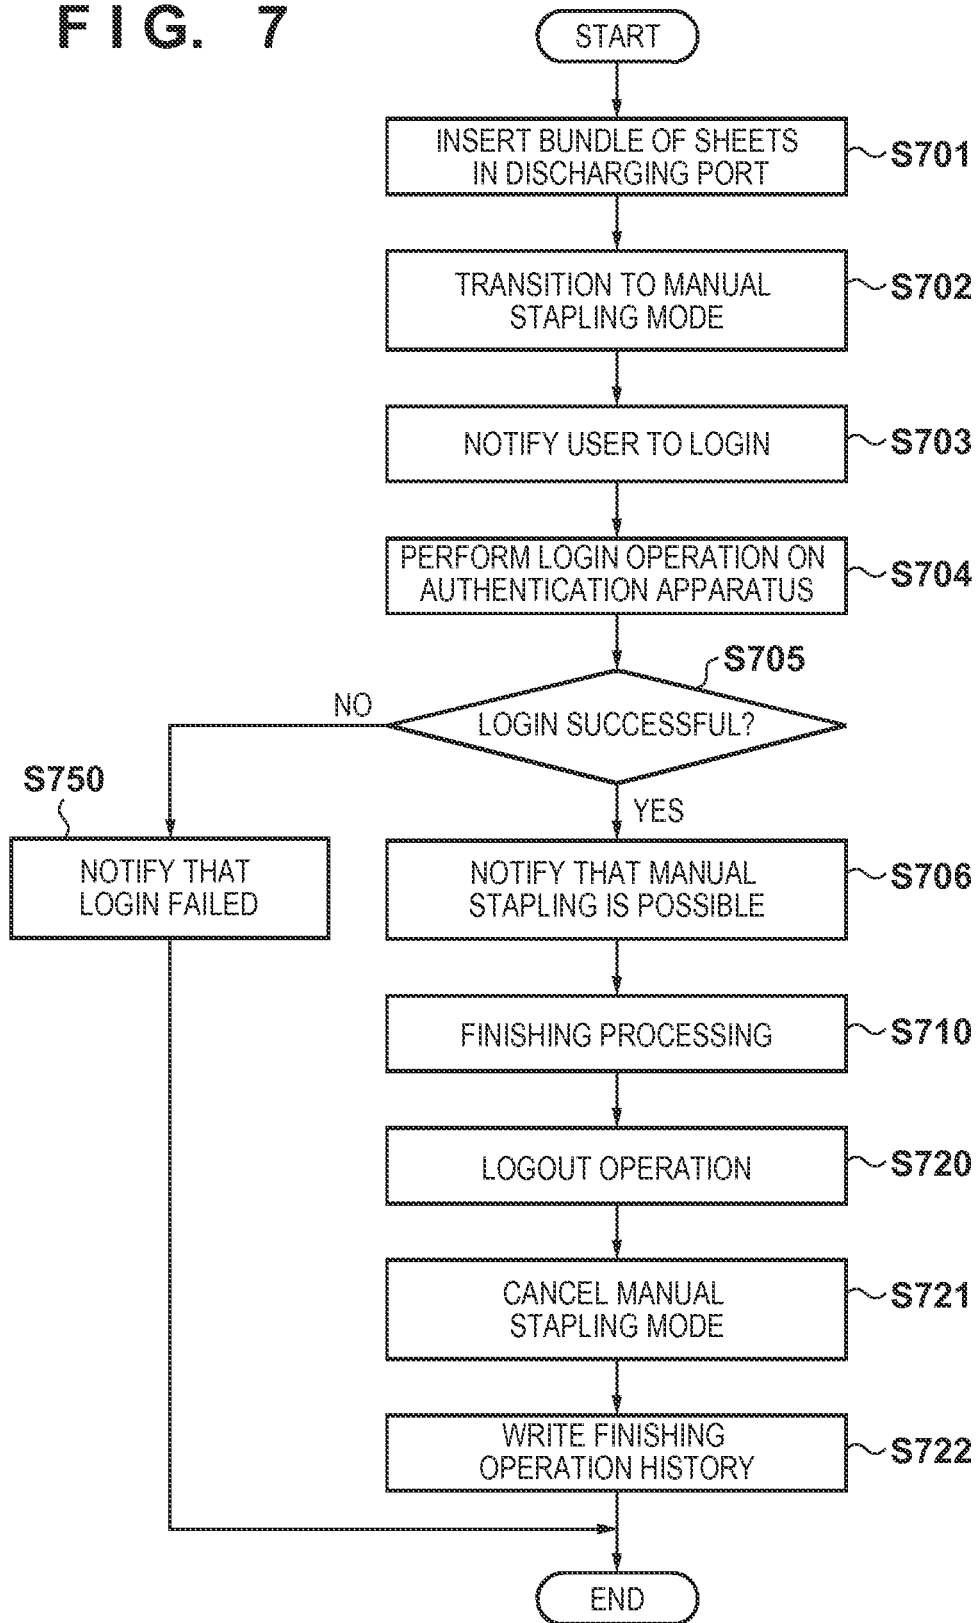 FIG. 7
START
INSERT BUNDLE OF SHEETS
IN DISCHARGING PORT
S701
TRANSITION TO MANUAL
STAPLING MODE
S702
NOTIFY USER TO LOGIN
S703
PERFORM LOGIN OPERATION ON
AUTHENTICATION APPARATUS
S704
S705
LOGIN SUCCESSFUL?
NO
YES
S750
NOTIFY THAT
LOGIN FAILED
NOTIFY THAT MANUAL
STAPLING IS POSSIBLE
S706
FINISHING PROCESSING
S710
LOGOUT OPERATION
S720
CANCEL MANUAL
STAPLING MODE
S721
WRITE FINISHING
OPERATION HISTORY
S722
END